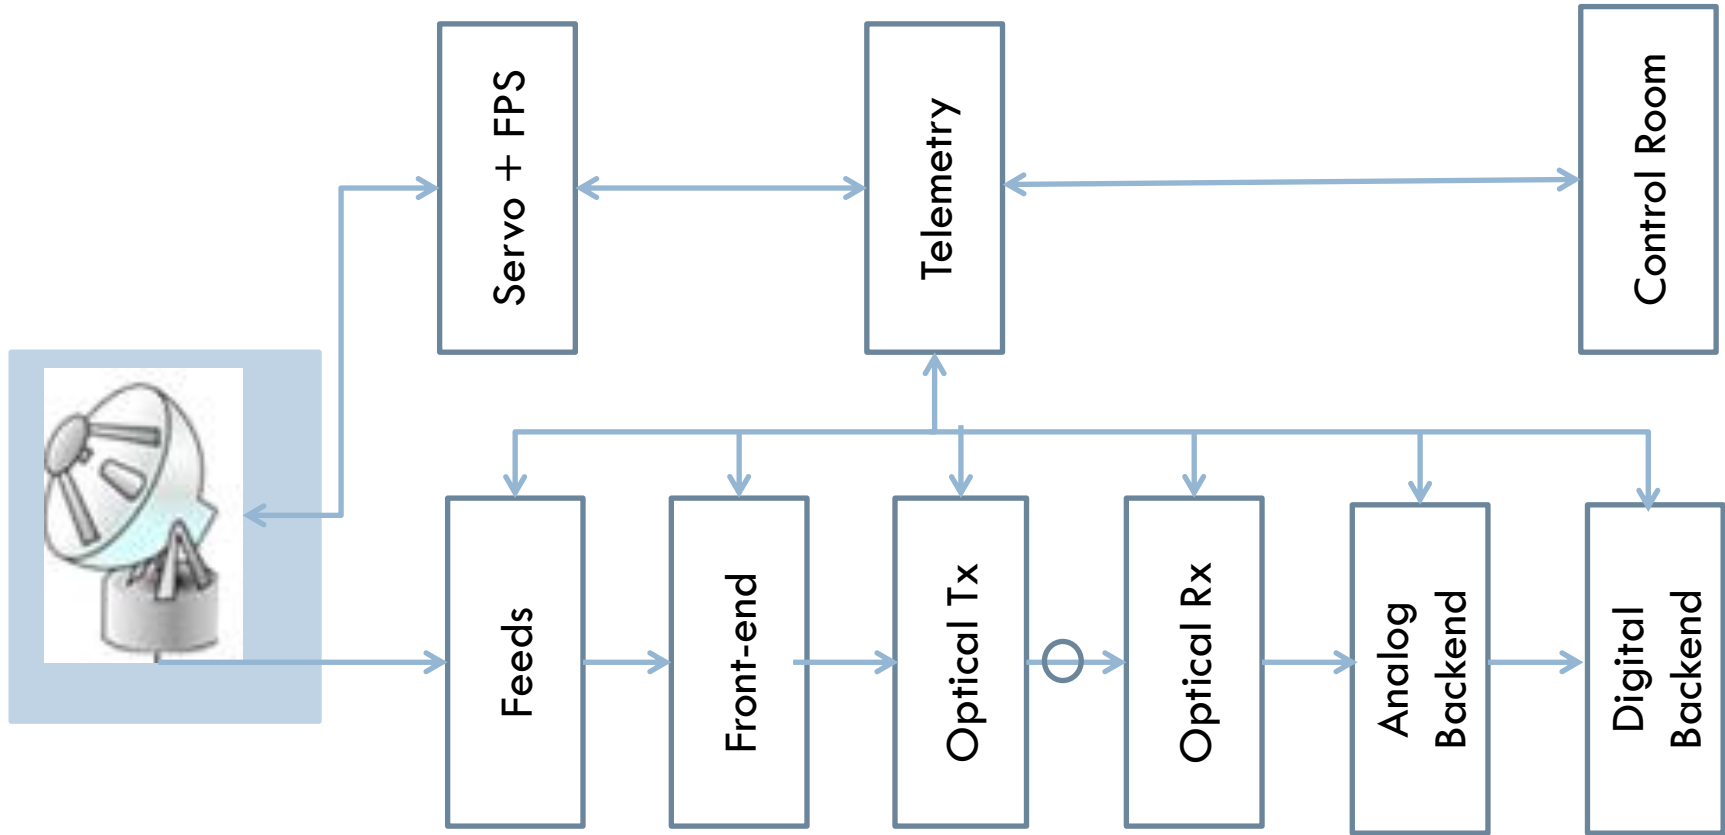 Servo + FPS
Telemetry
Control Room
Feeds
Front-end
Optical Tx
Optical Rx
Analog
Backend
Digital
Backend